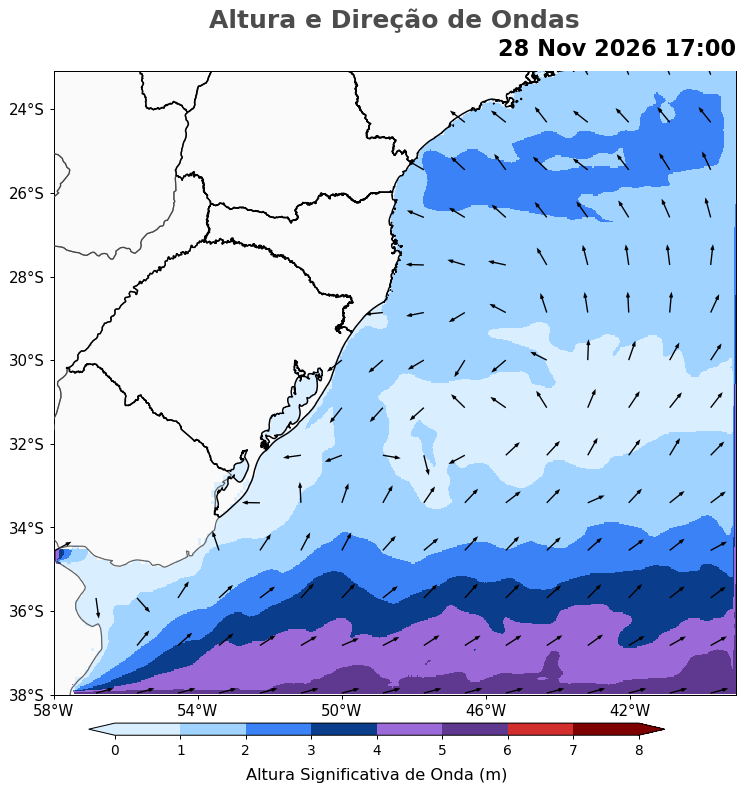 Altura e Direção de Ondas
28 Nov 2026 17:00
24°S
26°S
28°S
30°S
32°S
34°S
36°S
38°S
58°W 54°W 50°W 46°W 42°W
0 1 2 3 4 5 6 7 8
Altura Significativa de Onda (m)